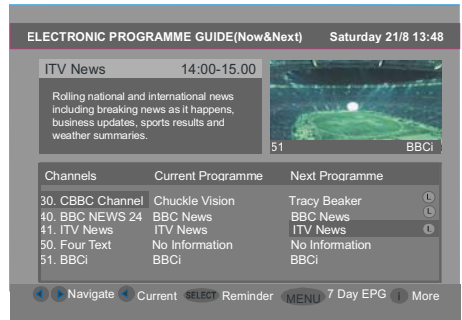 ELECTRONIC PROGRAMME GUIDE(Now&Next) Saturday 21/8 13:48
ITV News 14:00-15.00
Rolling national and international news
including breaking news as it happens,
business updates, sports results and
weather summaries.
51 BBCi
Channels Current Programme Next Programme
30. CBBC Channel Chuckle Vision Tracy Beaker L
40. BBC NEWS 24 BBC News BBC News L
41. ITV News ITV News ITV News L
50. Four Text No Information No Information
51. BBCi BBCi BBCi
Navigate Current SELECT Reminder MENU 7 Day EPG i More